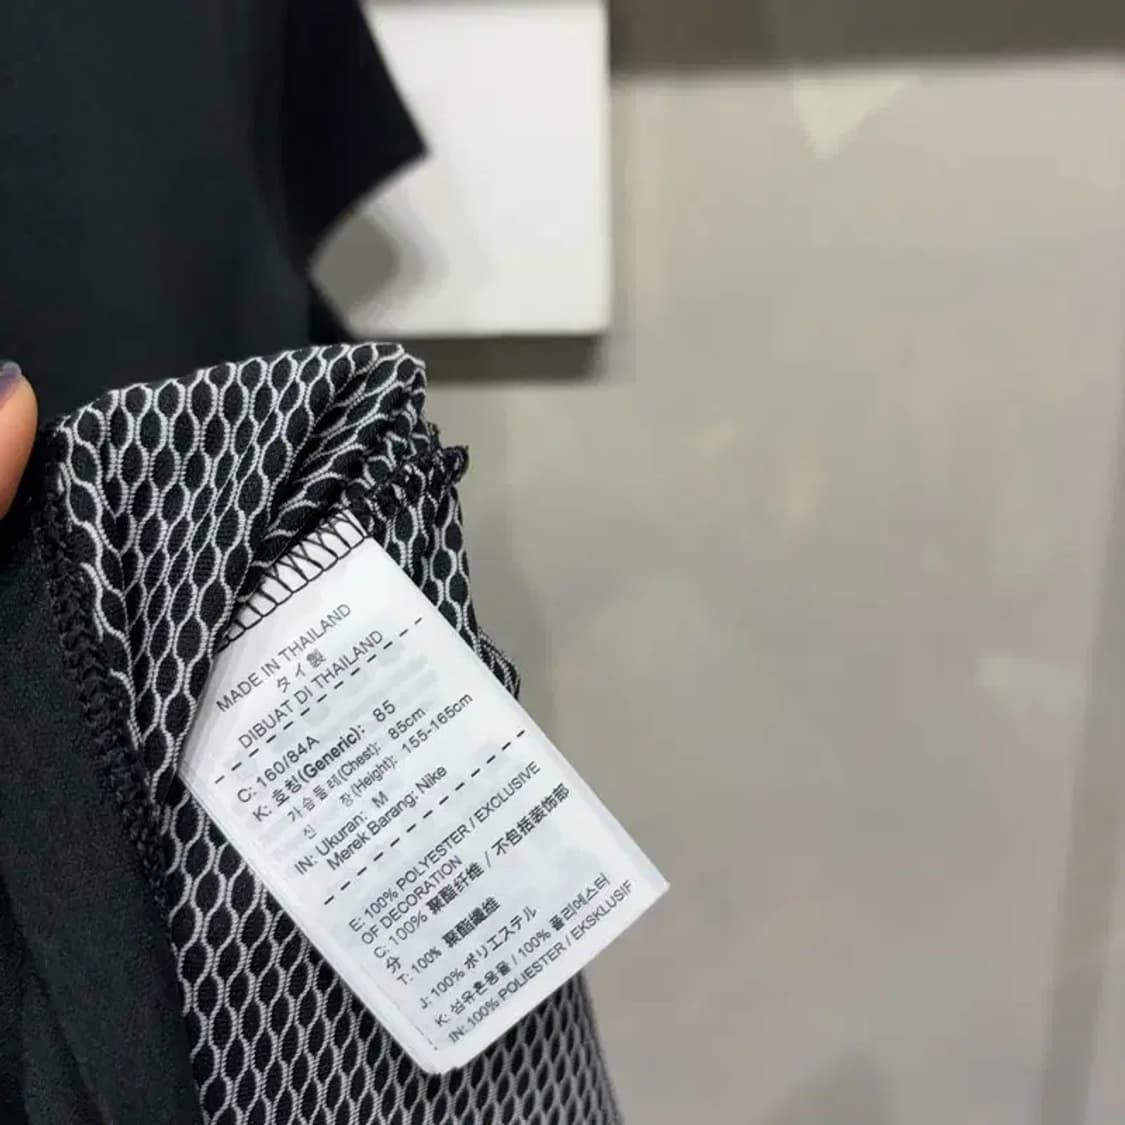 MADE IN THAILAND
タイ製
DIBUAT DI THAILAND
C: 160/84A
K: 호칭(Generic): 85
가슴둘레(Chest): 85cm
신 장(Height): 155-165cm
IN: Ukuran: M
Merek Barang: Nike
E: 100% POLYESTER / EXCLUSIVE
OF DECORATION
C: 100% 聚酯纤维 / 不包括装饰部
分
T: 100% 聚酯纖維
J: 100% ポリエステル
K: 섬유혼용율 / 100% 폴리에스터
IN: 100% POLIESTER / EKSKLUSIF